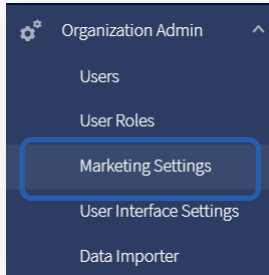 Organization Admin
Users
User Roles
Marketing Settings
User Interface Settings
Data Importer